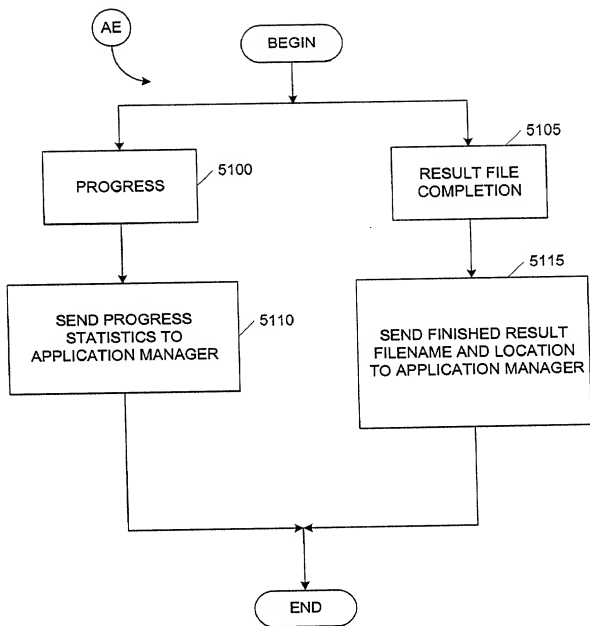 AE
BEGIN
PROGRESS
5100
RESULT FILE
COMPLETION
5105
SEND PROGRESS
STATISTICS TO
APPLICATION MANAGER
5110
SEND FINISHED RESULT
FILENAME AND LOCATION
TO APPLICATION MANAGER
5115
END